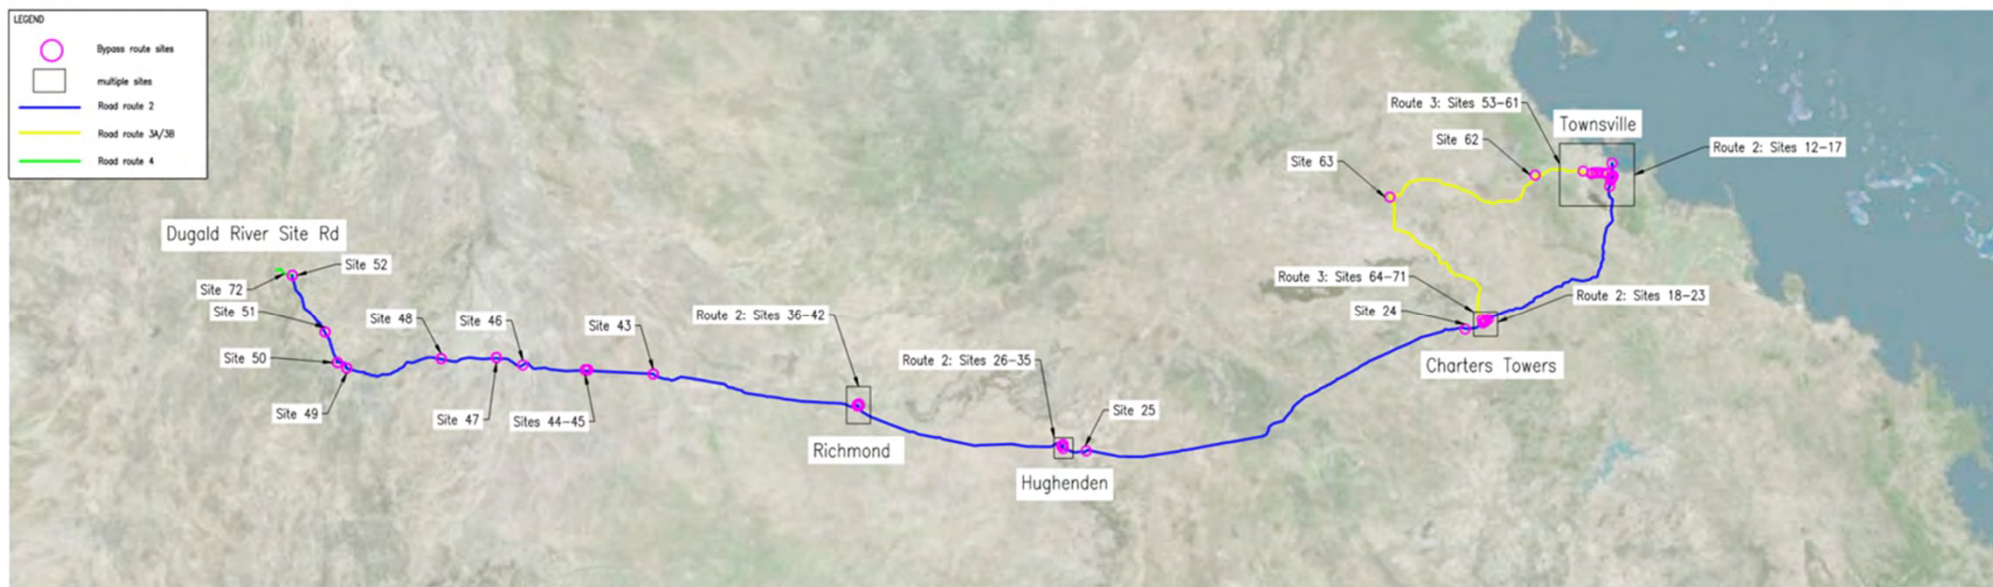 LEGEND
Bypass route sites
multiple sites
Road route 2
Road route 3A/3B
Road route 4
Route 3: Sites 53-61
Townsville
Site 62
Route 2: Sites 12-17
Site 63
Dugald River Site Rd
Site 52
Site 72
Route 3: Sites 64-71
Route 2: Sites 18-23
Site 51
Site 48
Site 46
Site 43
Route 2: Sites 36-42
Site 24
Site 50
Route 2: Sites 26-35
Charters Towers
Site 49
Site 47
Sites 44-45
Site 25
Richmond
Hughenden